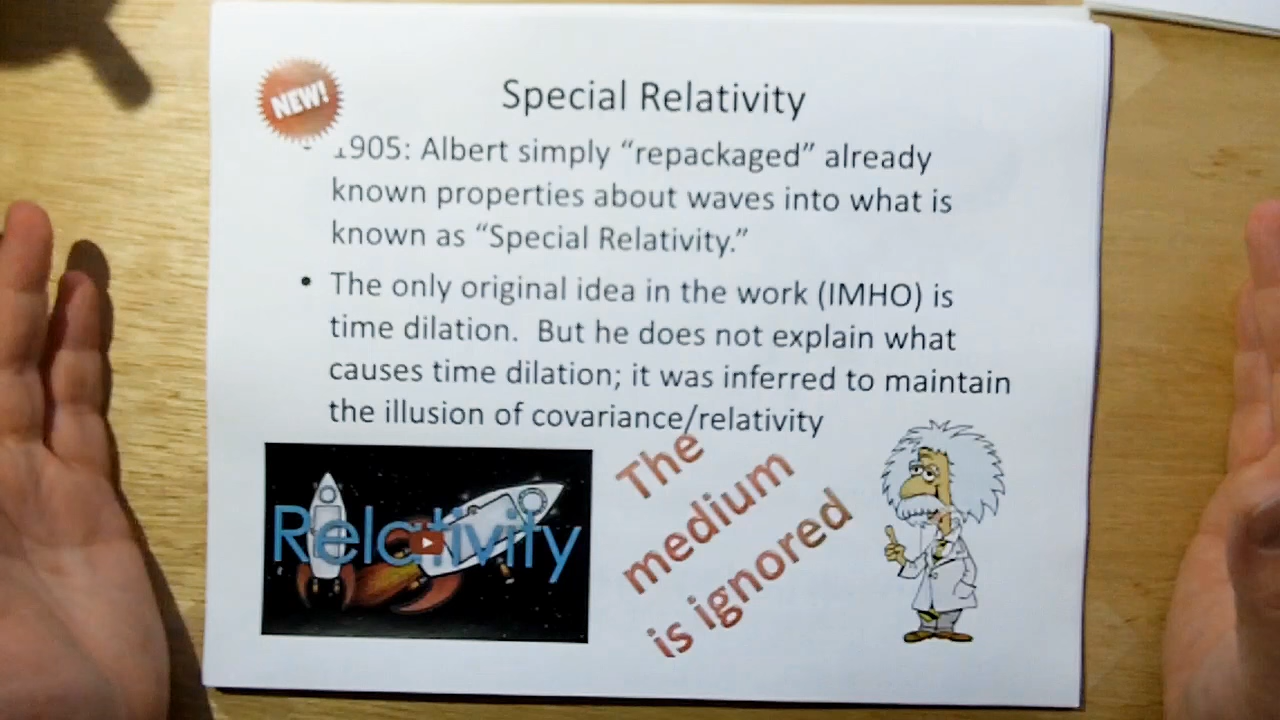 NEW!
Special Relativity
• 1905: Albert simply “repackaged” already
known properties about waves into what is
known as “Special Relativity.”
• The only original idea in the work (IMHO) is
time dilation. But he does not explain what
causes time dilation; it was inferred to maintain
the illusion of covariance/relativity
Relativity
The
medium
is ignored